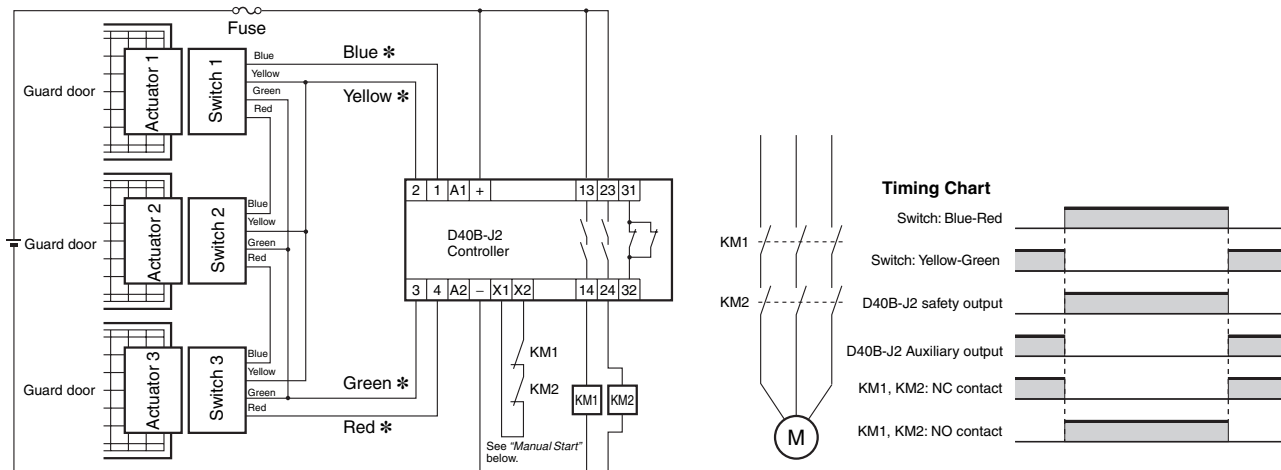 Fuse
Guard door
Actuator 1
Switch 1
Blue
Yellow
Green
Red
Blue *
Yellow *
Guard door
Actuator 2
Switch 2
Blue
Yellow
Green
Red
Guard door
Actuator 3
Switch 3
Blue
Yellow
Green
Red
Green *
Red *
2 1 A1 + 13 23 31
D40B-J2
Controller
3 4 A2 − X1 X2 14 24 32
KM1
KM2
KM1
KM2
See "Manual Start"
below.
KM1
KM2
M
Timing Chart
Switch: Blue-Red
Switch: Yellow-Green
D40B-J2 safety output
D40B-J2 Auxiliary output
KM1, KM2: NC contact
KM1, KM2: NO contact